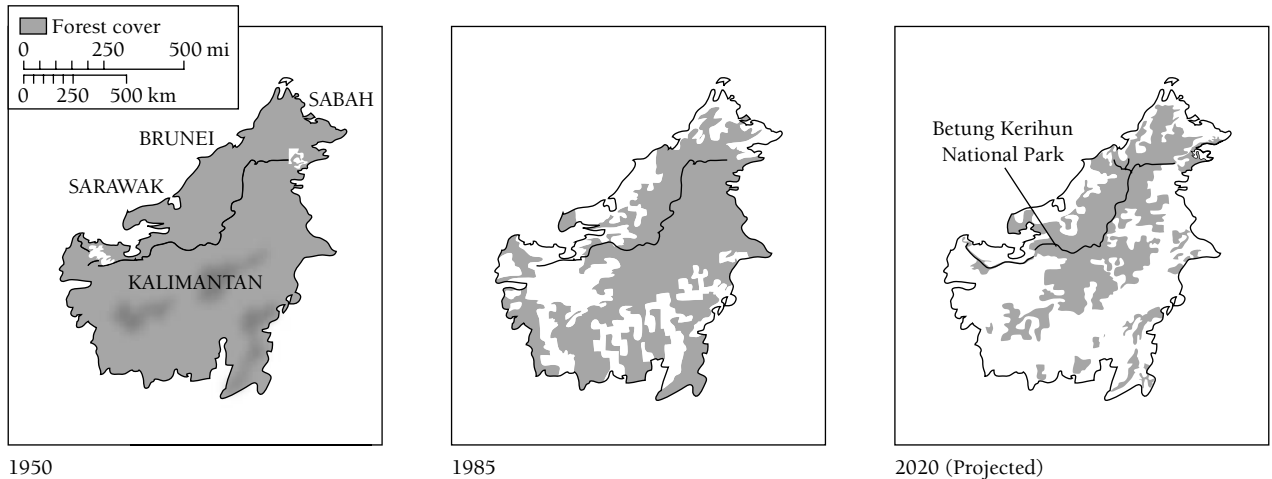 Forest cover
0 250 500 mi
0 250 500 km
SABAH
BRUNEI
SARAWAK
KALIMANTAN
1950
1985
Betung Kerihun
National Park
2020 (Projected)